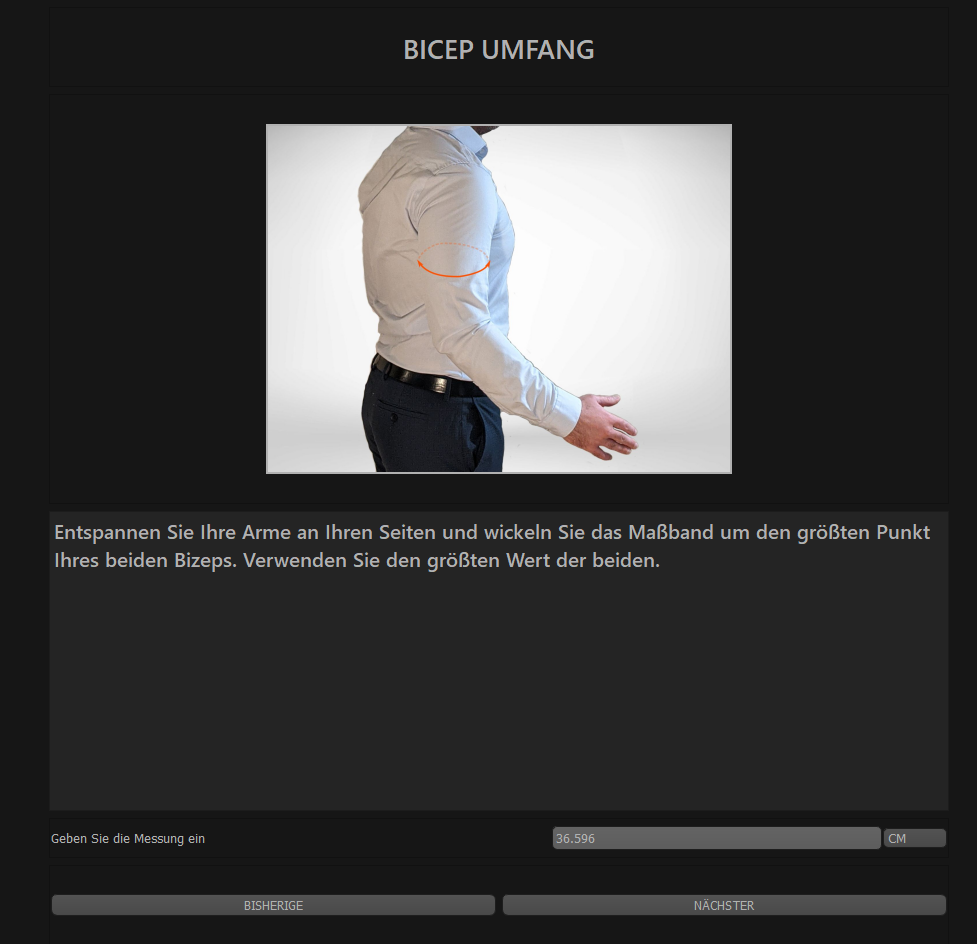 BICEP UMFANG
Entspannen Sie Ihre Arme an Ihren Seiten und wickeln Sie das Maßband um den größten Punkt
Ihres beiden Bizeps. Verwenden Sie den größten Wert der beiden.
Geben Sie die Messung ein
36.596
CM
BISHERIGE
NÄCHSTER